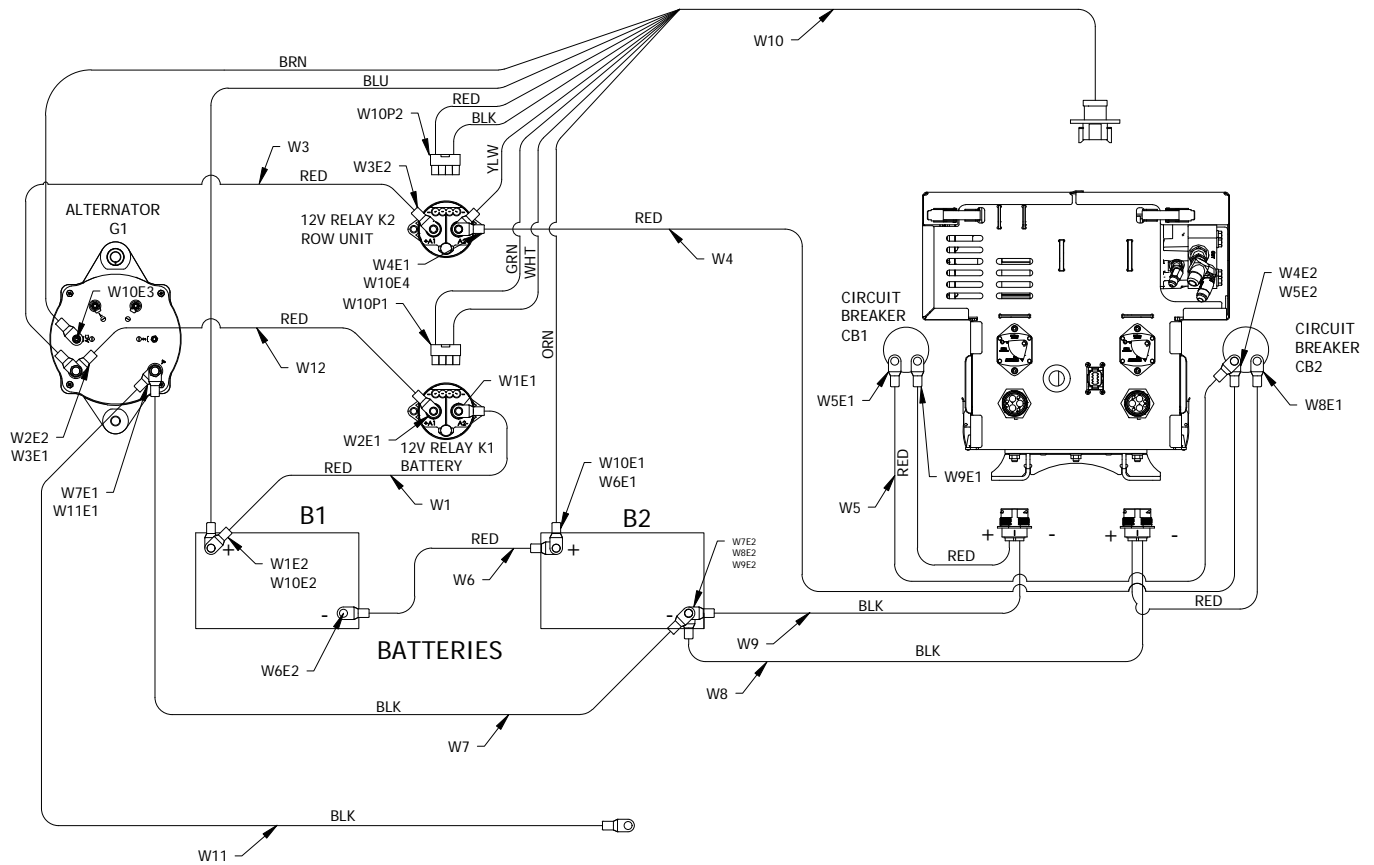 W10
BRN
BLU
RED
BLK
W10P2
YLW
W3
W3E2
RED
ALTERNATOR
G1
12V RELAY K2
ROW UNIT
+A1
A2-
RED
W4
W4E1
W10E4
GRN
WHT
W10E3
W10P1
RED
W12
ORN
CIRCUIT
BREAKER
CB1
W4E2
W5E2
CIRCUIT
BREAKER
CB2
W5E1
W8E1
W1E1
+A1
A2-
W2E1
12V RELAY K1
BATTERY
W2E2
W3E1
RED
W1
W7E1
W11E1
W10E1
W6E1
RED
W9E1
W5
B1
B2
+
W1E2
W10E2
RED
W6
+
W7E2
W8E2
W9E2
+ -
+ -
RED
RED
-
-
BLK
W9
W6E2
BATTERIES
BLK
W8
BLK
W7
BLK
W11